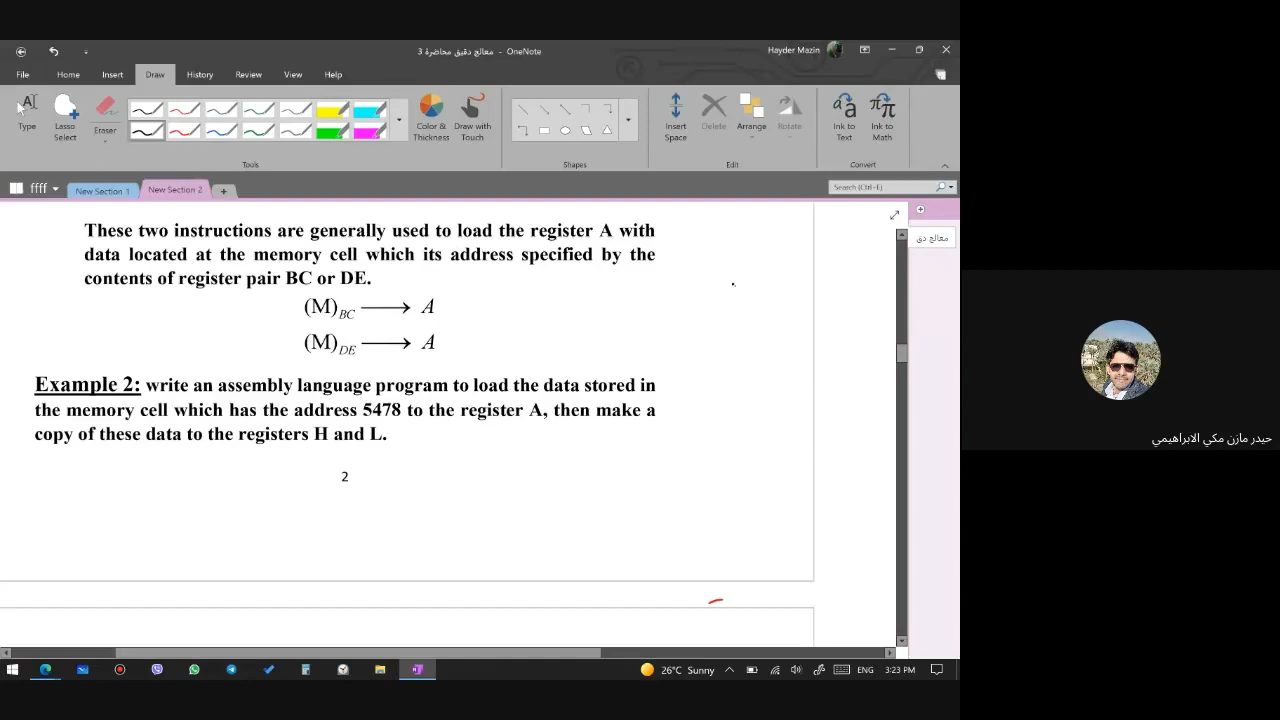 معالج دقيق محاضرة 3 - OneNote
Hayder Mazin
File Home Insert Draw History Review View Help
Type
Lasso Select
Eraser
Color & Thickness
Draw with Touch
Insert Space
Delete
Arrange
Rotate
Ink to Text
Ink to Math
Tools Shapes Edit Convert
ffff New Section 1 New Section 2 +
Search (Ctrl+E)
معالج دق
These two instructions are generally used to load the register A with
data located at the memory cell which its address specified by the
contents of register pair BC or DE.
(M)BC ⟶ A
(M)DE ⟶ A
Example 2: write an assembly language program to load the data stored in
the memory cell which has the address 5478 to the register A, then make a
copy of these data to the registers H and L.
2
حيدر مازن مكي الابراهيمي
26°C Sunny ENG 3:23 PM